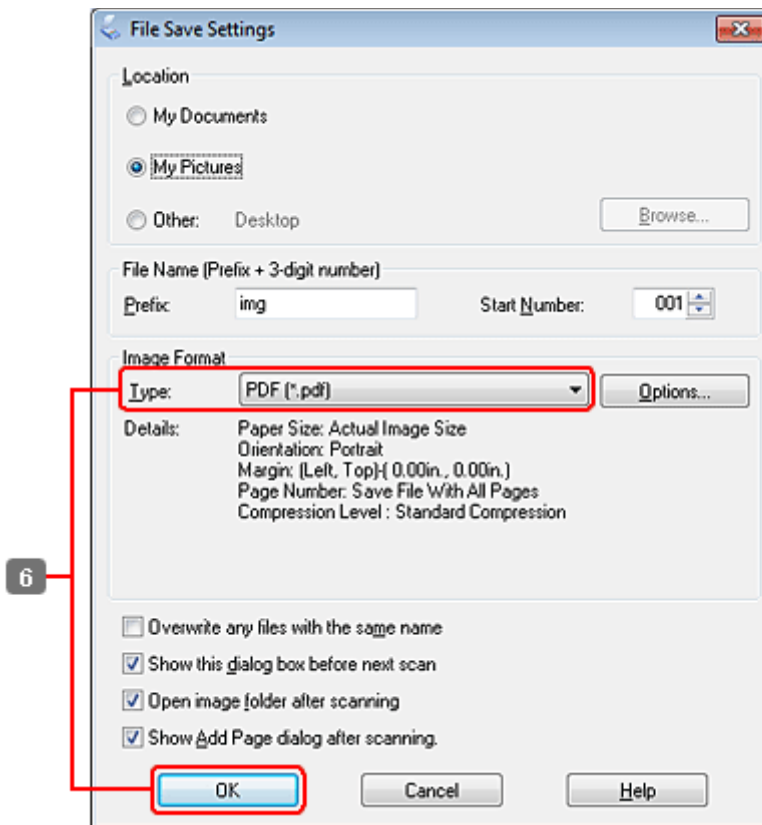 File Save Settings
Location
My Documents
My Pictures
Other: Desktop Browse...
File Name (Prefix + 3-digit number)
Prefix: img Start Number: 001
Image Format
Type: PDF (*.pdf) Options...
Details: Paper Size: Actual Image Size
Orientation: Portrait
Margin: (Left, Top)-( 0.00in., 0.00in.)
Page Number: Save File With All Pages
Compression Level : Standard Compression
6
Overwrite any files with the same name
Show this dialog box before next scan
Open image folder after scanning
Show Add Page dialog after scanning.
OK Cancel Help